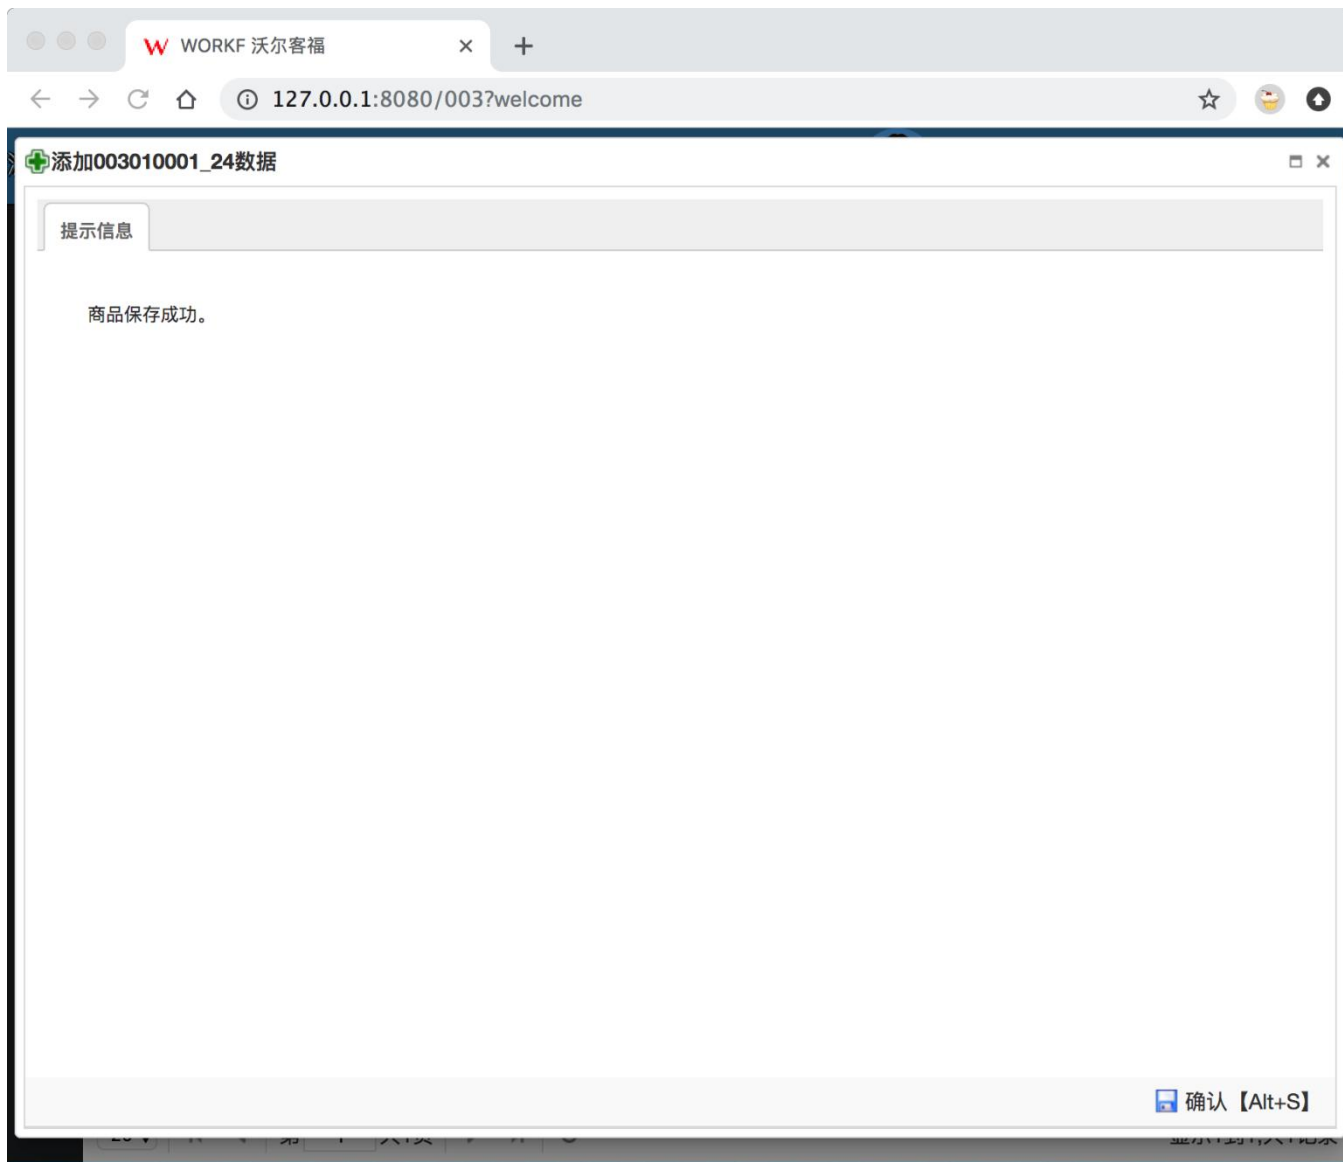 WORKF 沃尔客福
127.0.0.1:8080/003?welcome
添加003010001_24数据
提示信息
商品保存成功。
确认【Alt+S】